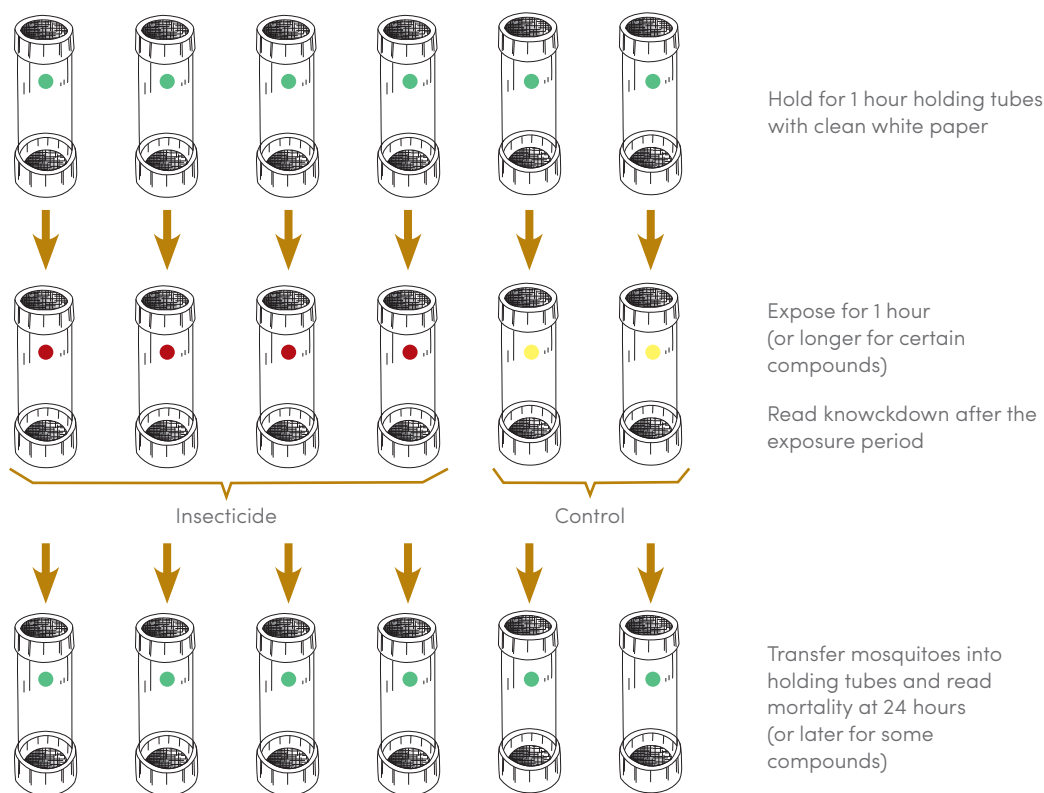 Hold for 1 hour holding tubes
with clean white paper
Expose for 1 hour
(or longer for certain
compounds)
Read knowckdown after the
exposure period
Insecticide
Control
Transfer mosquitoes into
holding tubes and read
mortality at 24 hours
(or later for some
compounds)